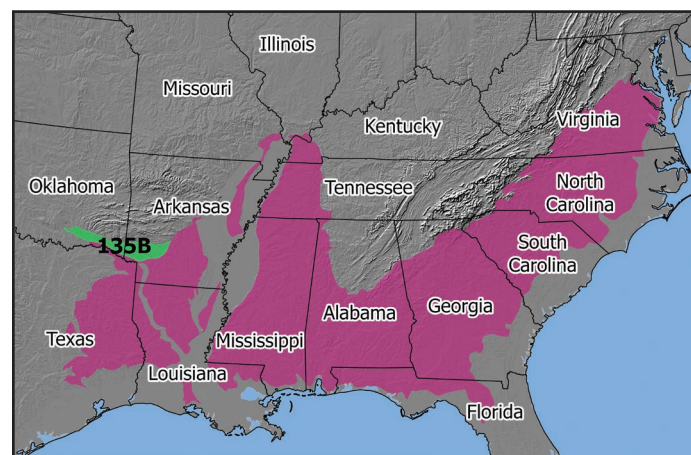 Illinois
Missouri
Virginia
Kentucky
Oklahoma
Arkansas
Tennessee
North
Carolina
135B
South
Carolina
Texas
Louisiana
Mississippi
Alabama
Georgia
Florida